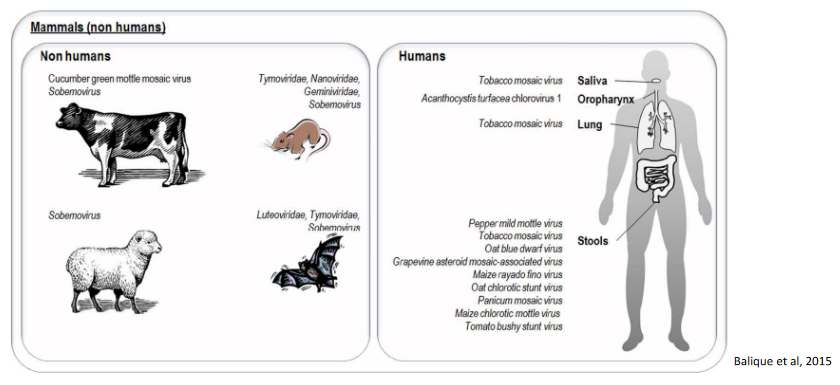 Mammals (non humans)
Non humans
Cucumber green mottle mosaic virus
Sobemovirus
Tymoviridae, Nanoviridae,
Geminiviridae,
Sobemovirus
Sobemovirus
Luteoviridae, Tymoviridae,
Sobemovirus
Humans
Tobacco mosaic virus Saliva
Acanthocystis turfacea chlorovirus 1 Oropharynx
Tobacco mosaic virus Lung
Pepper mild mottle virus
Tobacco mosaic virus
Oat blue dwarf virus
Stools
Grapevine asteroid mosaic-associated virus
Maize rayado fino virus
Oat chlorotic stunt virus
Panicum mosaic virus
Maize chlorotic mottle virus
Tomato bushy stunt virus
Balique et al, 2015